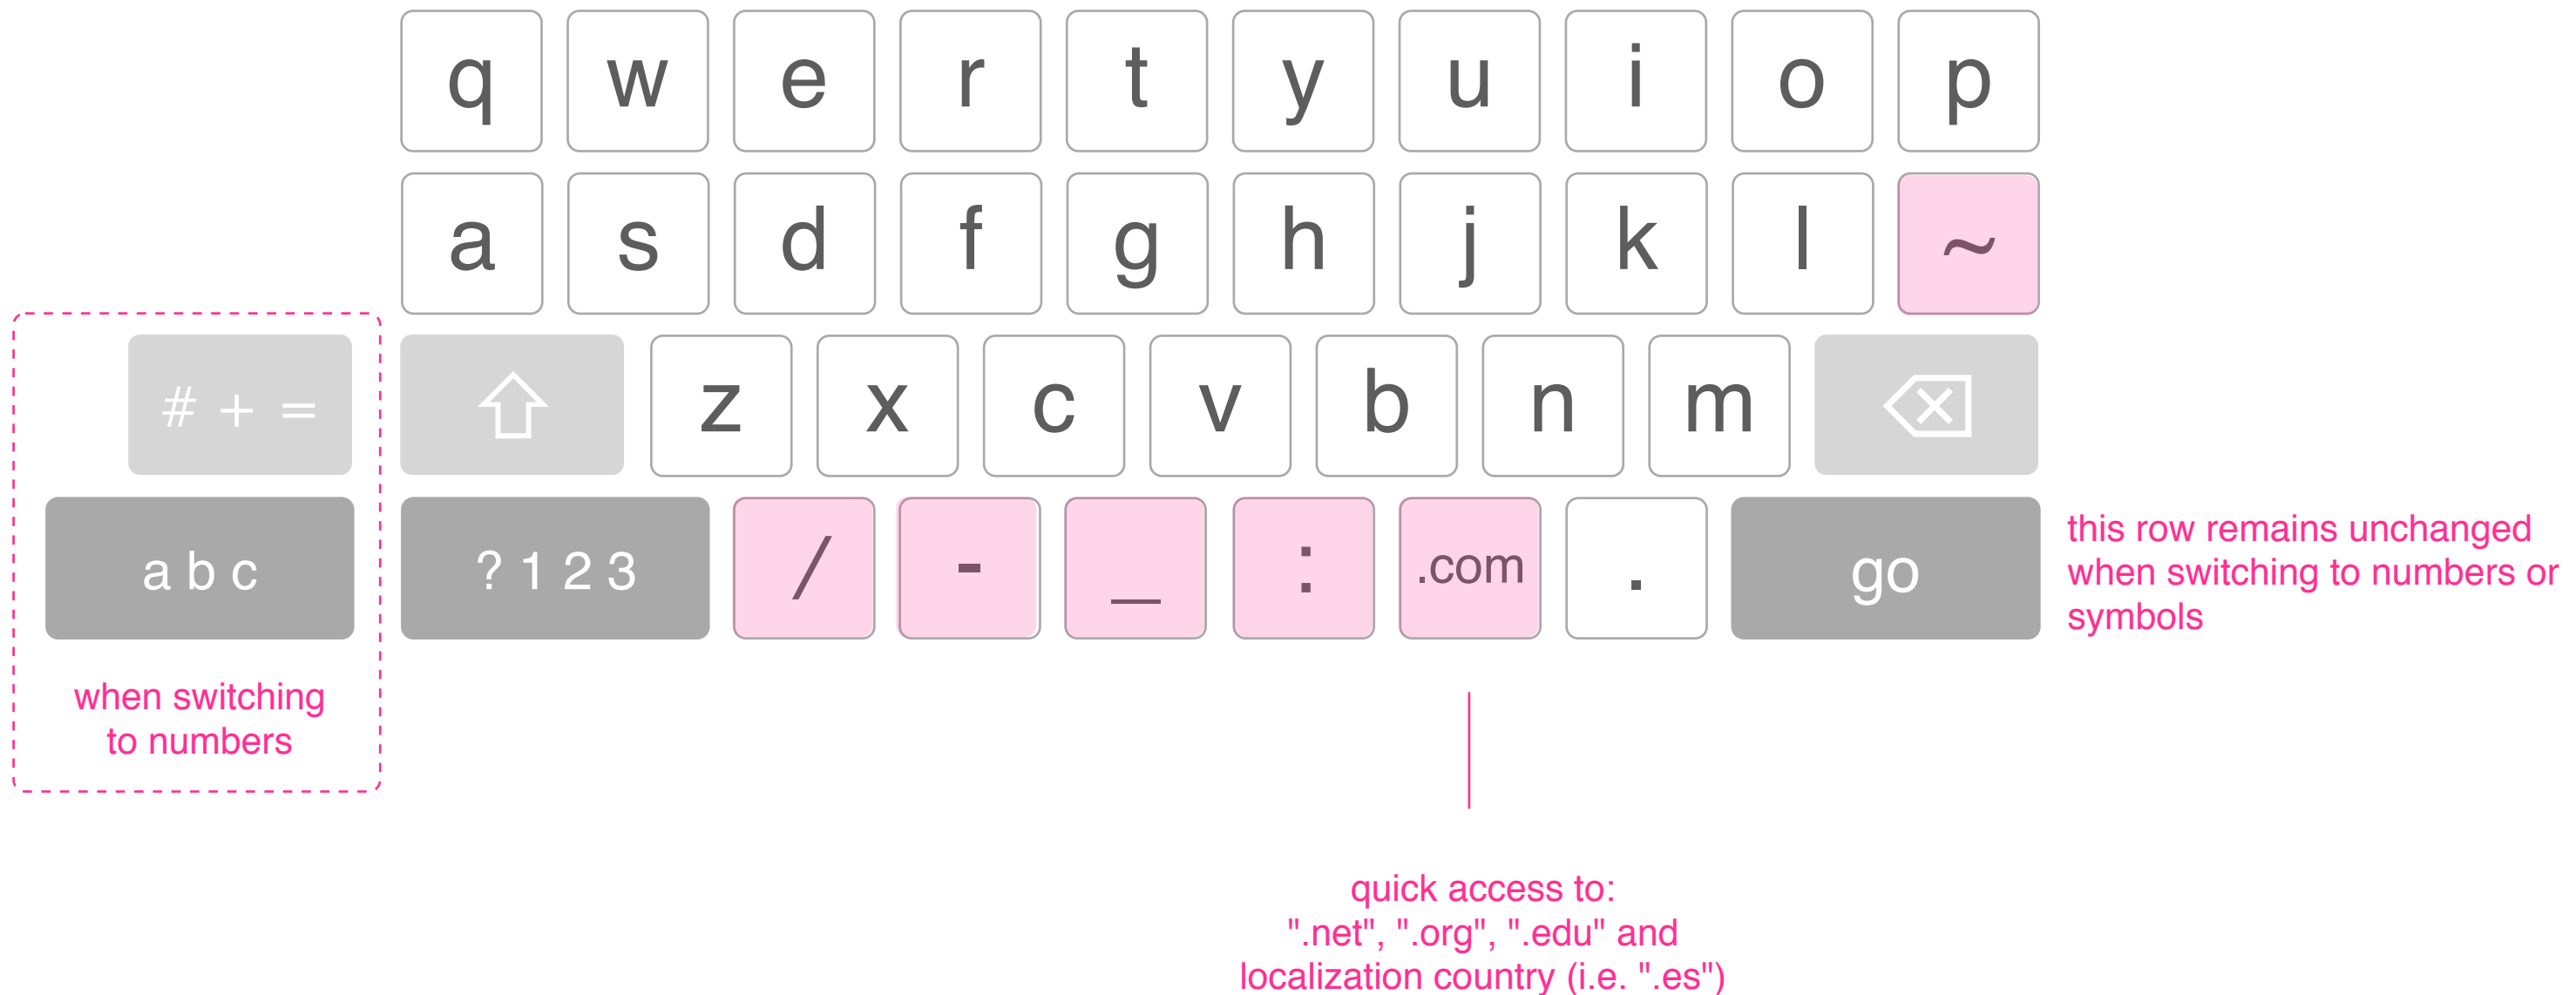 q w e r t y u i o p
a s d f g h j k l ~
# + = z x c v b n m
a b c ? 1 2 3 / - _ : .com . go
this row remains unchanged
when switching to numbers or
symbols
when switching
to numbers
quick access to:
".net", ".org", ".edu" and
localization country (i.e. ".es")